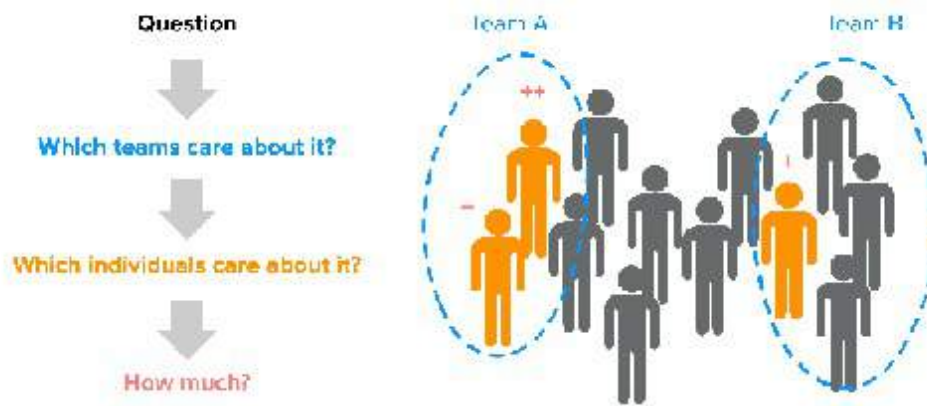 Question
Which teams care about it?
Which individuals care about it?
How much?
Team A
Team B
++
-
+